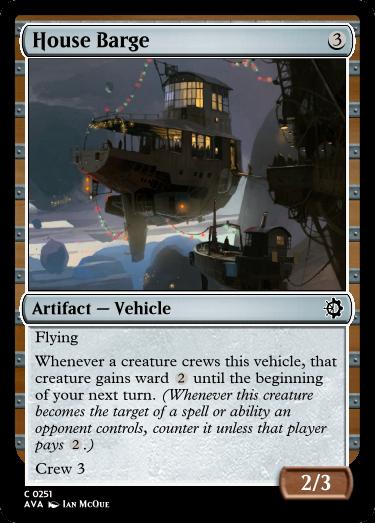 House Barge 3
Artifact — Vehicle
Flying
Whenever a creature crews this vehicle, that
creature gains ward 2 until the beginning
of your next turn. (Whenever this creature
becomes the target of a spell or ability an
opponent controls, counter it unless that player
pays 2.)
Crew 3
2/3
C 0251
AVA Ian McQue